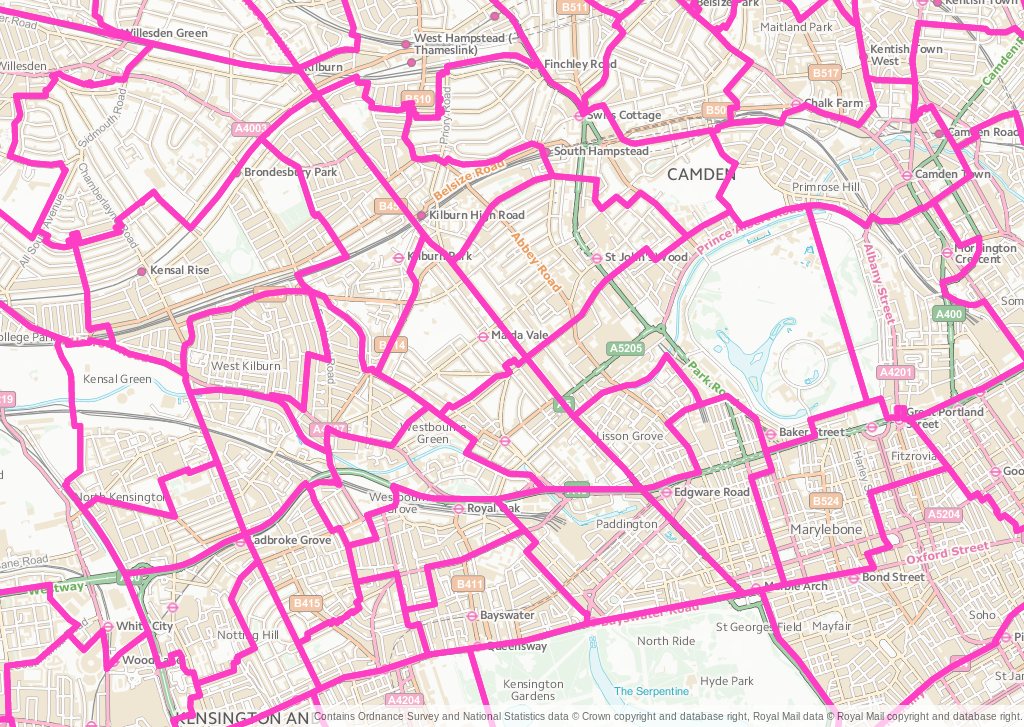 Belsize Park
Kentish Town
B511
Maitland Park
Willesden Green
West Hampstead (
Thameslink)
Kentish Town
West
Willesden
Kilburn
Finchley Road
B517
B510
Sidmouth Road
Priory Road
Swiss Cottage
Chalk Farm
A4003
Camden Road
South Hampstead
Brondesbury Park
Belsize Road
CAMDEN
Camden Town
Primrose Hill
Kilburn High Road
Abbey Road
Kilburn Park
St John's Wood
Prince Albert Road
Albany Street
Mornington
Crescent
Kensal Rise
A400
Maida Vale
A5205
West Kilburn
Kensal Green
Park Road
A4201
219
Great Portland
Street
Westbourne
Green
Lisson Grove
Baker Street
Fitzrovia
North Kensington
Westbourne
Grove
Royal Oak
Edgware Road
B524
Paddington
Marylebone
A5204
Ladbroke Grove
Oxford Street
Westway
B411
Marble Arch
Bond Street
B415
Bayswater
Bayswater Road
St Georges Field
Mayfair
Soho
White City
Notting Hill
North Ride
Queensway
Wood Lane
Kensington
Gardens
The Serpentine
Hyde Park
A4204
KENSINGTON AN
Contains Ordnance Survey and National Statistics data © Crown copyright and database right, Royal Mail data © Royal Mail copyright and database right